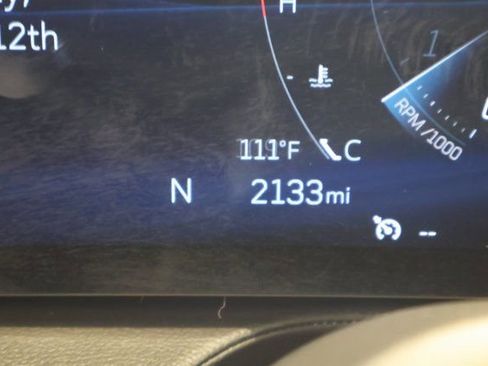 H
12th
1
111°F
C
RPM/1000
N
2133mi
--